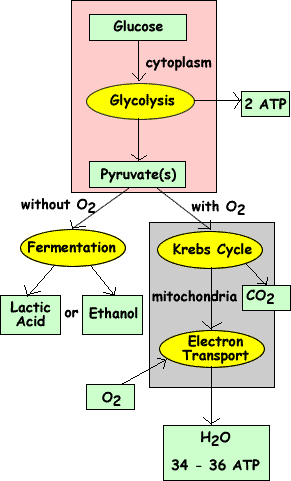 Glucose
cytoplasm
Glycolysis
2 ATP
Pyruvate(s)
without O2
with O2
Fermentation
Krebs Cycle
Lactic
Acid
or
Ethanol
mitochondria
CO2
Electron
Transport
O2
H2O
34 - 36 ATP